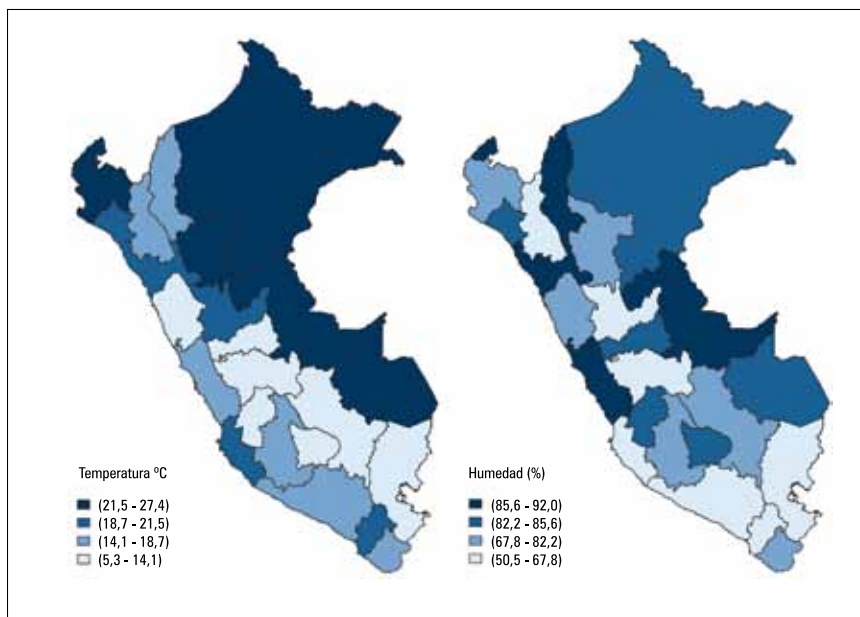 Temperatura ºC
(21,5 - 27,4)
(18,7 - 21,5)
(14,1 - 18,7)
(5,3 - 14,1)
Humedad (%)
(85,6 - 92,0)
(82,2 - 85,6)
(67,8 - 82,2)
(50,5 - 67,8)